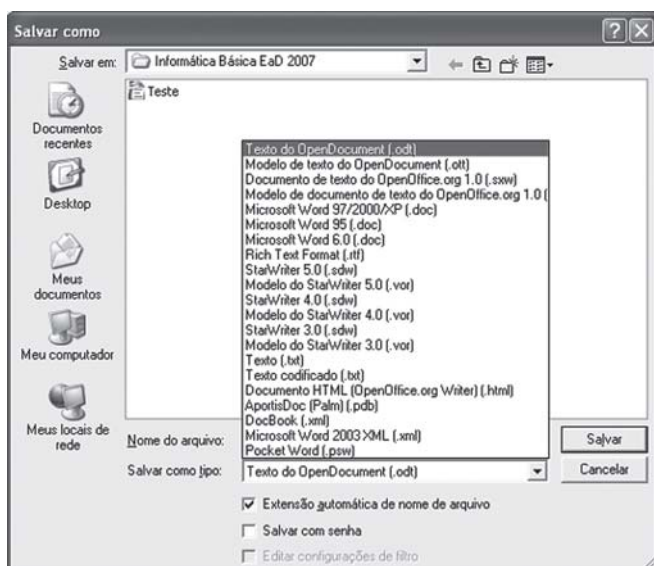 Salvar como
Salvar em:
Informática Básica EaD 2007
Teste
Documentos
recentes
Desktop
Meus
documentos
Meu computador
Meus locais de
rede
Texto do OpenDocument (.odt)
Modelo de texto do OpenDocument (.ott)
Documento de texto do OpenOffice.org 1.0 (.sxw)
Modelo de documento de texto do OpenOffice.org 1.0 (
Microsoft Word 97/2000/XP (.doc)
Microsoft Word 95 (.doc)
Microsoft Word 6.0 (.doc)
Rich Text Format (.rtf)
StarWriter 5.0 (.sdw)
Modelo do StarWriter 5.0 (.vor)
StarWriter 4.0 (.sdw)
Modelo do StarWriter 4.0 (.vor)
StarWriter 3.0 (.sdw)
Modelo do StarWriter 3.0 (.vor)
Texto (.txt)
Texto codificado (.txt)
Documento HTML (OpenOffice.org Writer) (.html)
AportisDoc (Palm) (.pdb)
DocBook (.xml)
Microsoft Word 2003 XML (.xml)
Pocket Word (.psw)
Nome do arquivo:
Salvar
Salvar como tipo:
Texto do OpenDocument (.odt)
Cancelar
Extensão automática de nome de arquivo
Salvar com senha
Editar configurações de filtro